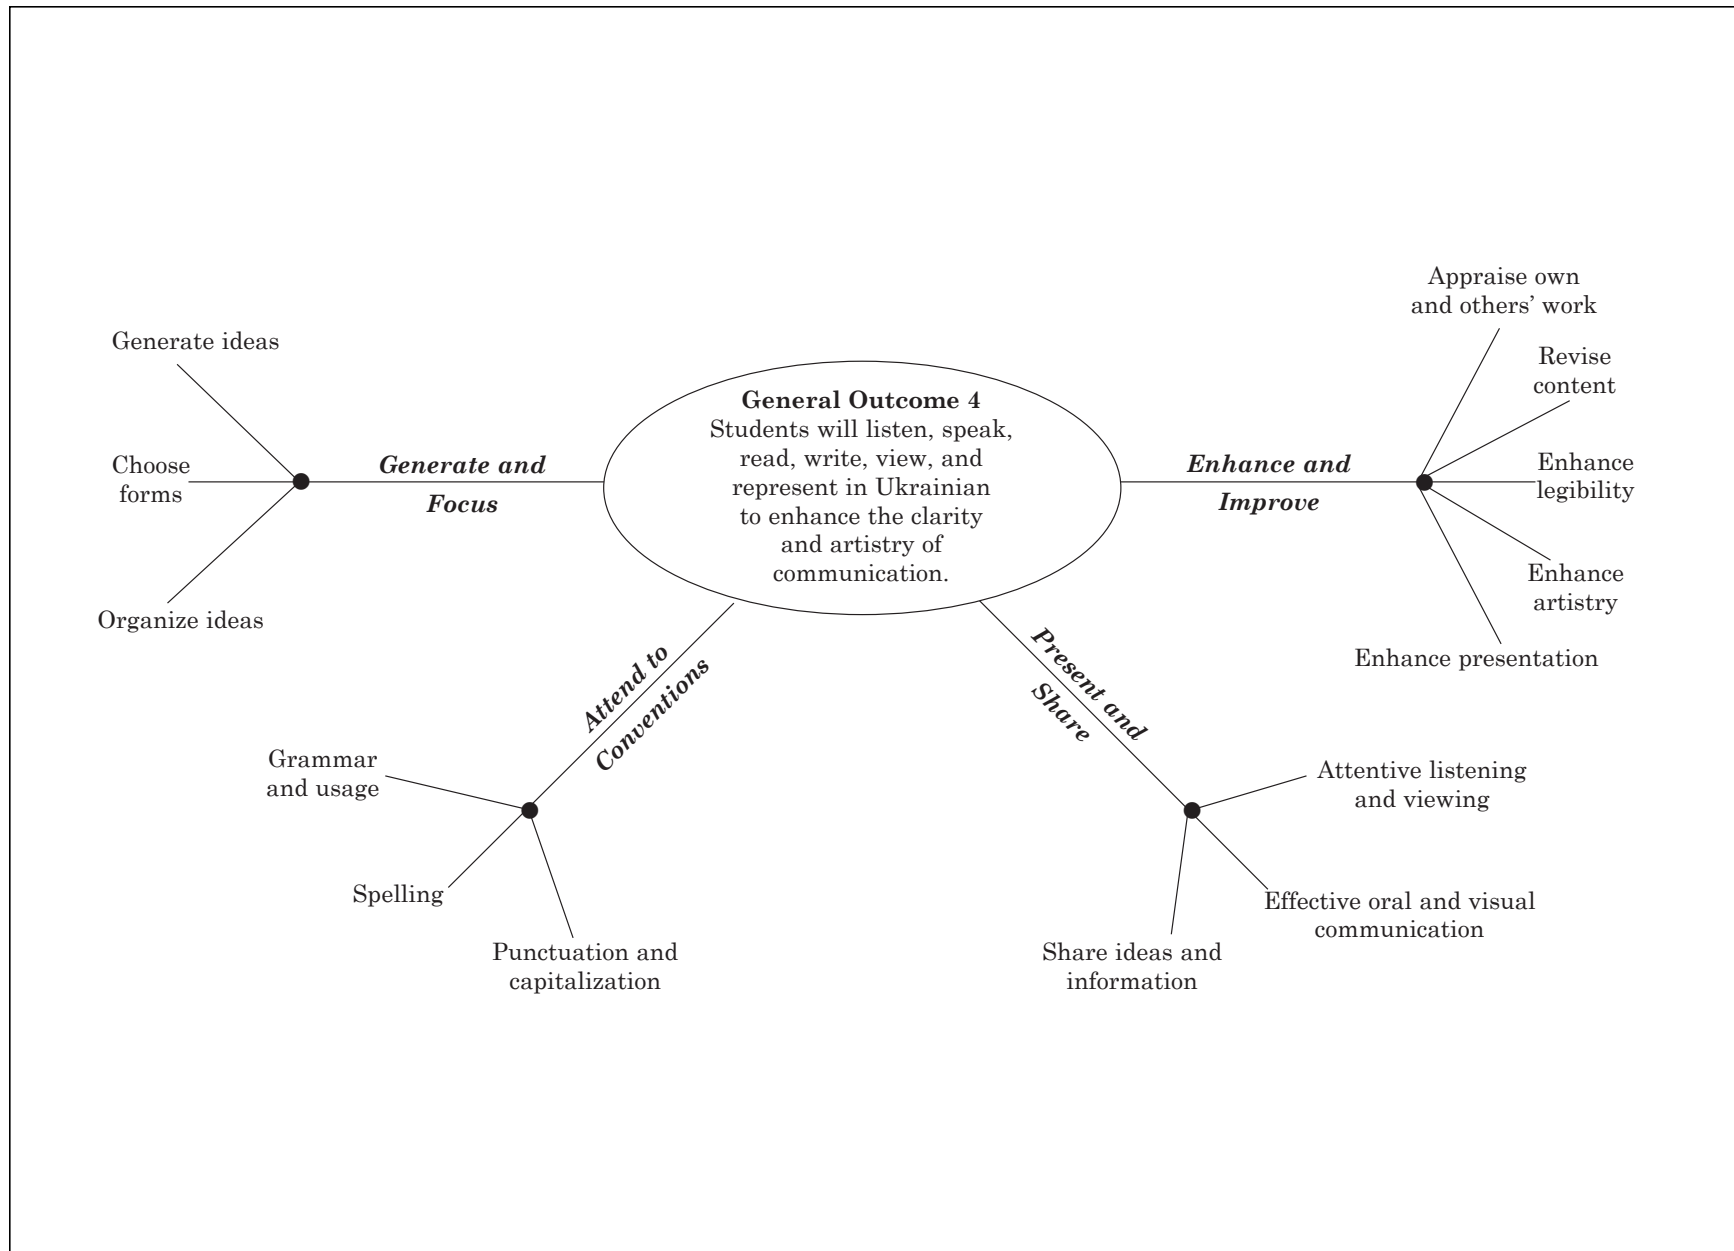 General Outcome 4
Students will listen, speak,
read, write, view, and
represent in Ukrainian
to enhance the clarity
and artistry of
communication.
Generate and
Focus
Generate ideas
Choose
forms
Organize ideas
Enhance and
Improve
Appraise own
and others’ work
Revise
content
Enhance
legibility
Enhance
artistry
Enhance presentation
Attend to
Conventions
Grammar
and usage
Spelling
Punctuation and
capitalization
Present and
Share
Attentive listening
and viewing
Effective oral and visual
communication
Share ideas and
information